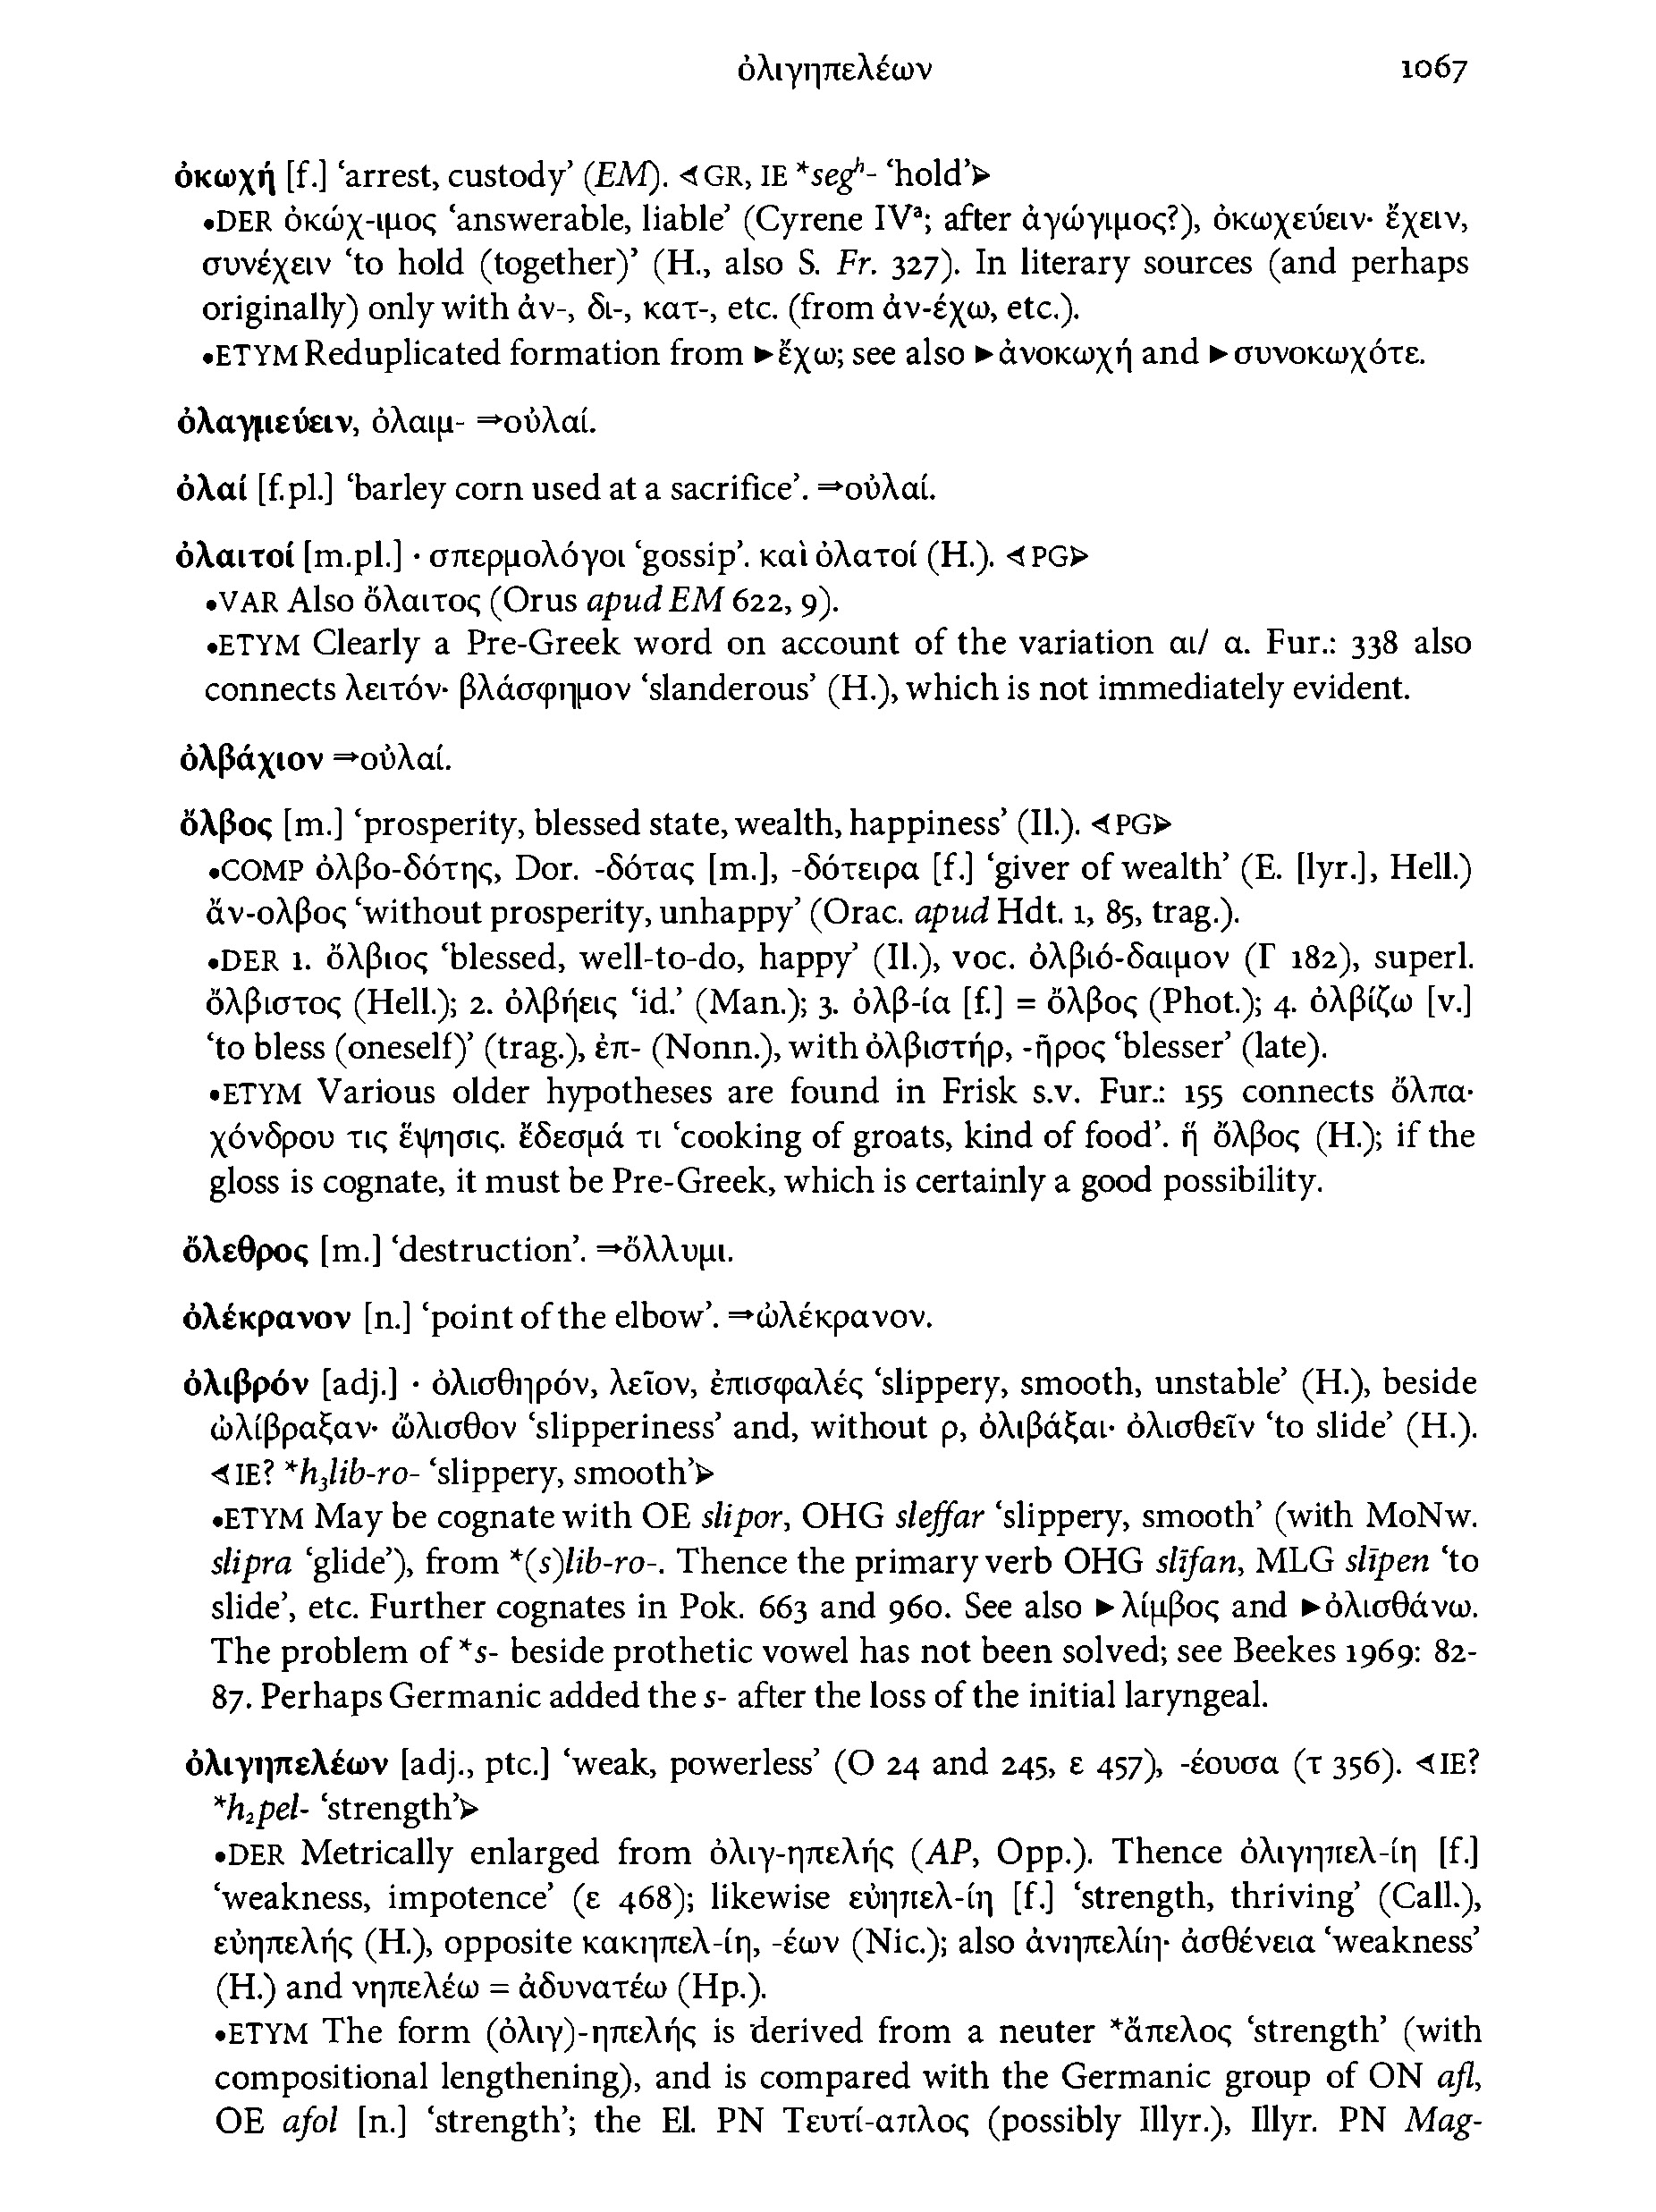 ὀλιγηπελέων 1067
ὀκωχή [f.] ‘arrest, custody’ (EM). ◁GR, IE *segʰ- ‘hold’▷
•DER ὀκώχ-ιμος ‘answerable, liable’ (Cyrene IVᵃ; after ἀγώγιμος?), ὀκωχεύειν· ἔχειν,
συνέχειν ‘to hold (together)’ (H., also S. Fr. 327). In literary sources (and perhaps
originally) only with ἀν-, δι-, κατ-, etc. (from ἀν-έχω, etc.).
•ETYM Reduplicated formation from ►ἔχω; see also ►ἀνοκωχή and ►συνοκωχότε.
ὀλαγμεύειν, ὀλαιμ- ⇒οὐλαί.
ὀλαί [f.pl.] ‘barley corn used at a sacrifice’. ⇒οὐλαί.
ὀλαιτοί [m.pl.] · σπερμολόγοι ‘gossip’. καὶ ὀλατοί (H.). ◁PG▷
•VAR Also ὄλαιτος (Orus apud EM 622, 9).
•ETYM Clearly a Pre-Greek word on account of the variation αι/ α. Fur.: 338 also
connects λειτόν· βλάσφημον ‘slanderous’ (H.), which is not immediately evident.
ὀλβάχιον ⇒οὐλαί.
ὄλβος [m.] ‘prosperity, blessed state, wealth, happiness’ (Il.). ◁PG▷
•COMP ὀλβο-δότης, Dor. -δότας [m.], -δότειρα [f.] ‘giver of wealth’ (E. [lyr.], Hell.)
ἄν-ολβος ‘without prosperity, unhappy’ (Orac. apud Hdt. 1, 85, trag.).
•DER 1. ὄλβιος ‘blessed, well-to-do, happy’ (Il.), voc. ὀλβιό-δαιμον (Γ 182), superl.
ὄλβιστος (Hell.); 2. ὀλβήεις ‘id.’ (Man.); 3. ὀλβ-ία [f.] = ὄλβος (Phot.); 4. ὀλβίζω [v.]
‘to bless (oneself)’ (trag.), ἐπ- (Nonn.), with ὀλβιστήρ, -ῆρος ‘blesser’ (late).
•ETYM Various older hypotheses are found in Frisk s.v. Fur.: 155 connects ὄλπα·
χόνδρου τις ἕψησις. ἔδεσμά τι ‘cooking of groats, kind of food’. ἢ ὄλβος (H.); if the
gloss is cognate, it must be Pre-Greek, which is certainly a good possibility.
ὄλεθρος [m.] ‘destruction’. ⇒ὄλλυμι.
ὀλέκρανον [n.] ‘point of the elbow’. ⇒ὠλέκρανον.
ὀλιβρόν [adj.] · ὀλισθηρόν, λεῖον, ἐπισφαλές ‘slippery, smooth, unstable’ (H.), beside
ὠλίβραξαν· ὤλισθον ‘slipperiness’ and, without ρ, ὀλιβάξαι· ὀλισθεῖν ‘to slide’ (H.).
◁IE? *h₃lib-ro- ‘slippery, smooth’▷
•ETYM May be cognate with OE slipor, OHG sleffar ‘slippery, smooth’ (with MoNw.
slipra ‘glide’), from *(s)lib-ro-. Thence the primary verb OHG slīfan, MLG slīpen ‘to
slide’, etc. Further cognates in Pok. 663 and 960. See also ►λίμβος and ►ὀλισθάνω.
The problem of *s- beside prothetic vowel has not been solved; see Beekes 1969: 82-
87. Perhaps Germanic added the s- after the loss of the initial laryngeal.
ὀλιγηπελέων [adj., ptc.] ‘weak, powerless’ (Ο 24 and 245, ε 457), -έουσα (τ 356). ◁IE?
*h₂pel- ‘strength’▷
•DER Metrically enlarged from ὀλιγ-ηπελής (AP, Opp.). Thence ὀλιγηπελ-ίη [f.]
‘weakness, impotence’ (ε 468); likewise εὐηπελ-ίη [f.] ‘strength, thriving’ (Call.),
εὐηπελής (H.), opposite κακηπελ-ίη, -έων (Nic.); also ἀνηπελίη· ἀσθένεια ‘weakness’
(H.) and νηπελέω = ἀδυνατέω (Hp.).
•ETYM The form (ὀλιγ)-ηπελής is derived from a neuter *ἄπελος ‘strength’ (with
compositional lengthening), and is compared with the Germanic group of ON afl,
OE afol [n.] ‘strength’; the El. PN Τευτί-απλος (possibly Illyr.), Illyr. PN Mag-